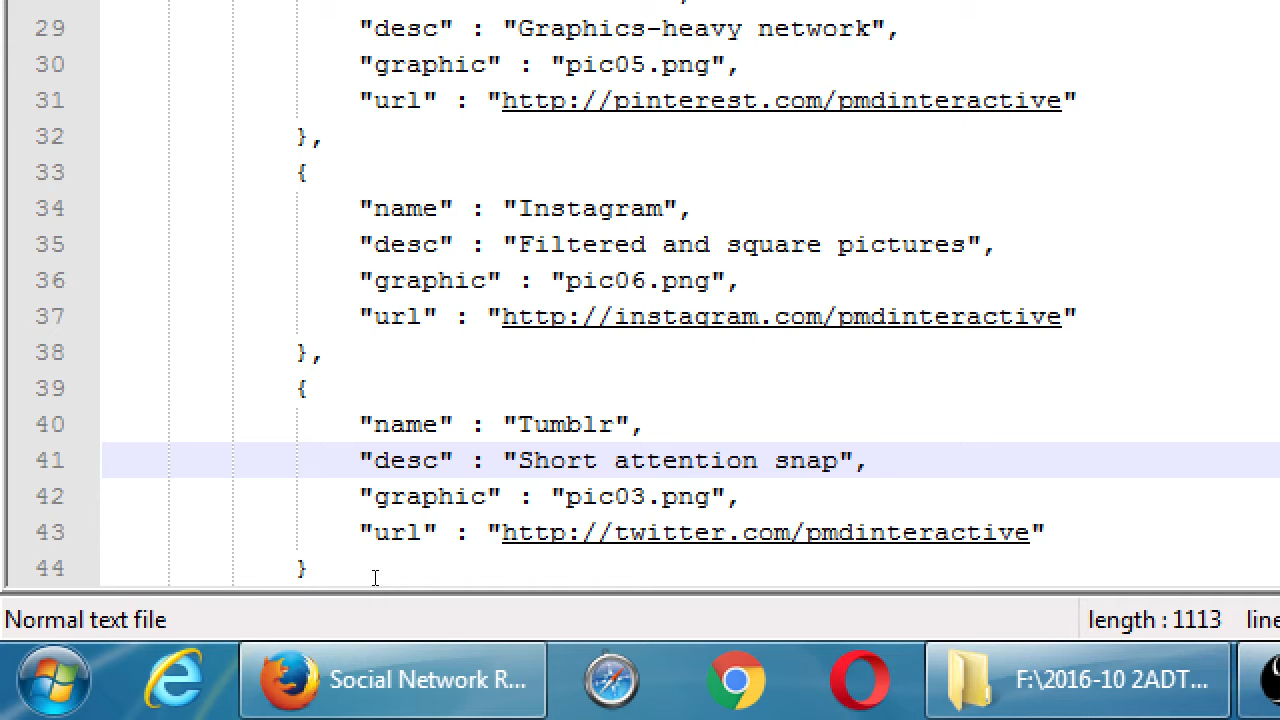 29 "desc" : "Graphics-heavy network",
30 "graphic" : "pic05.png",
31 "url" : "http://pinterest.com/pmdinteractive"
32 },
33 {
34 "name" : "Instagram",
35 "desc" : "Filtered and square pictures",
36 "graphic" : "pic06.png",
37 "url" : "http://instagram.com/pmdinteractive"
38 },
39 {
40 "name" : "Tumblr",
41 "desc" : "Short attention snap",
42 "graphic" : "pic03.png",
43 "url" : "http://twitter.com/pmdinteractive"
44 }
Normal text file length : 1113 line
Social Network R... F:\2016-10 2ADT...